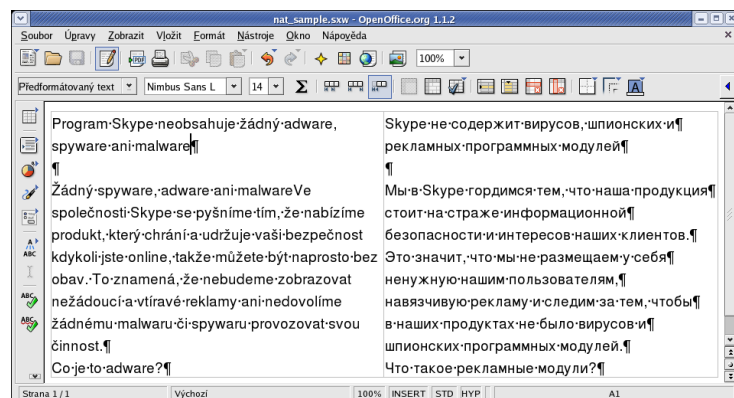 nat_sample.sxw - OpenOffice.org 1.1.2
Soubor Úpravy Zobrazit Vložit Formát Nástroje Okno Nápověda
100%
Předformátovaný text Nimbus Sans L 14 Σ A
Program Skype neobsahuje žádný adware,
spyware ani malware¶
¶
Žádný spyware, adware ani malwareVe
společnosti Skype se pyšníme tím, že nabízíme
produkt, který chrání a udržuje vaši bezpečnost
kdykoli jste online, takže můžete být naprosto bez
obav. To znamená, že nebudeme zobrazovat
nežádoucí a vtíravé reklamy ani nedovolíme
žádnému malwaru či spywaru provozovat svou
činnost.¶
Co je to adware?¶
Skype не содержит вирусов, шпионских и¶
рекламных программных модулей¶
¶
Мы в Skype гордимся тем, что наша продукция¶
стоит на страже информационной¶
безопасности и интересов наших клиентов.¶
Это значит, что мы не размещаем у себя¶
ненужную нашим пользователям,¶
навязчивую рекламу и следим за тем, чтобы¶
в наших продуктах не было вирусов и¶
шпионских программных модулей.¶
Что такое рекламные модули?¶
A
ABC
I
ABC
ABC
Strana 1 / 1 Výchozí 100% INSERT STD HYP A1